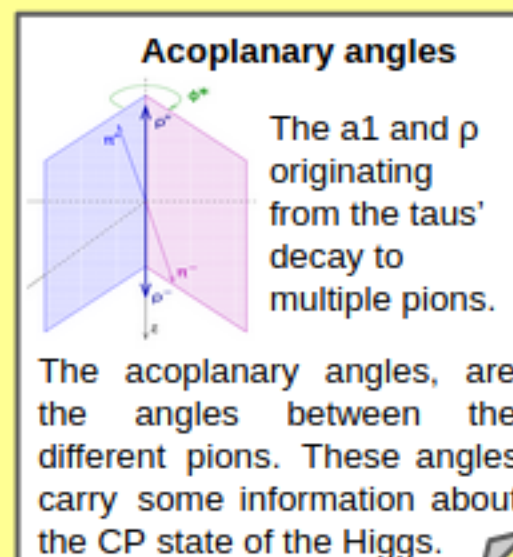 Acoplanary angles
φ*
ρ⁺
π⁺
π⁻
ρ⁻
z
The a1 and ρ
originating
from the taus’
decay to
multiple pions.
The acoplanary angles, are
the angles between the
different pions. These angles
carry some information about
the CP state of the Higgs.